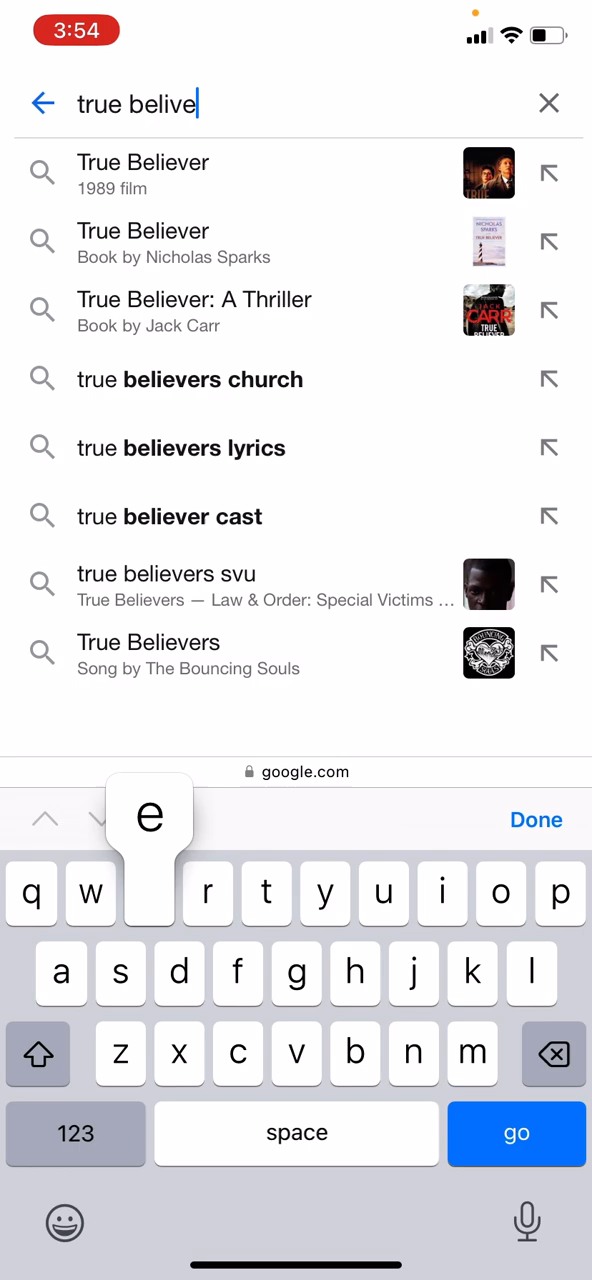 3:54
true belive
True Believer
1989 film
True Believer
Book by Nicholas Sparks
True Believer: A Thriller
Book by Jack Carr
true believers church
true believers lyrics
true believer cast
true believers svu
True Believers — Law & Order: Special Victims ...
True Believers
Song by The Bouncing Souls
google.com
e
Done
q w r t y u i o p
a s d f g h j k l
z x c v b n m
123 space go